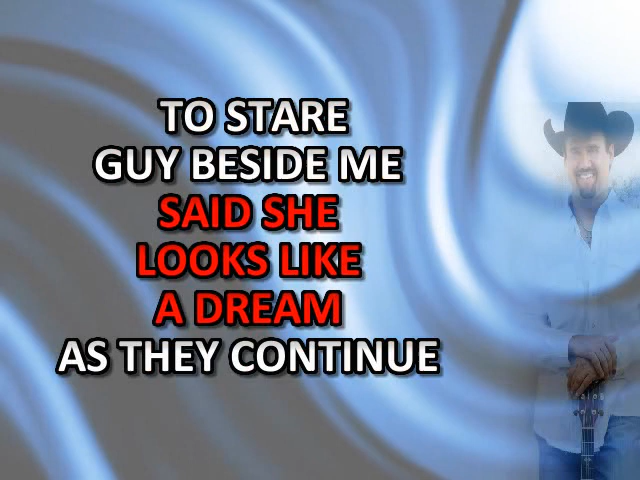 TO STARE
GUY BESIDE ME
SAID SHE
LOOKS LIKE
A DREAM
AS THEY CONTINUE